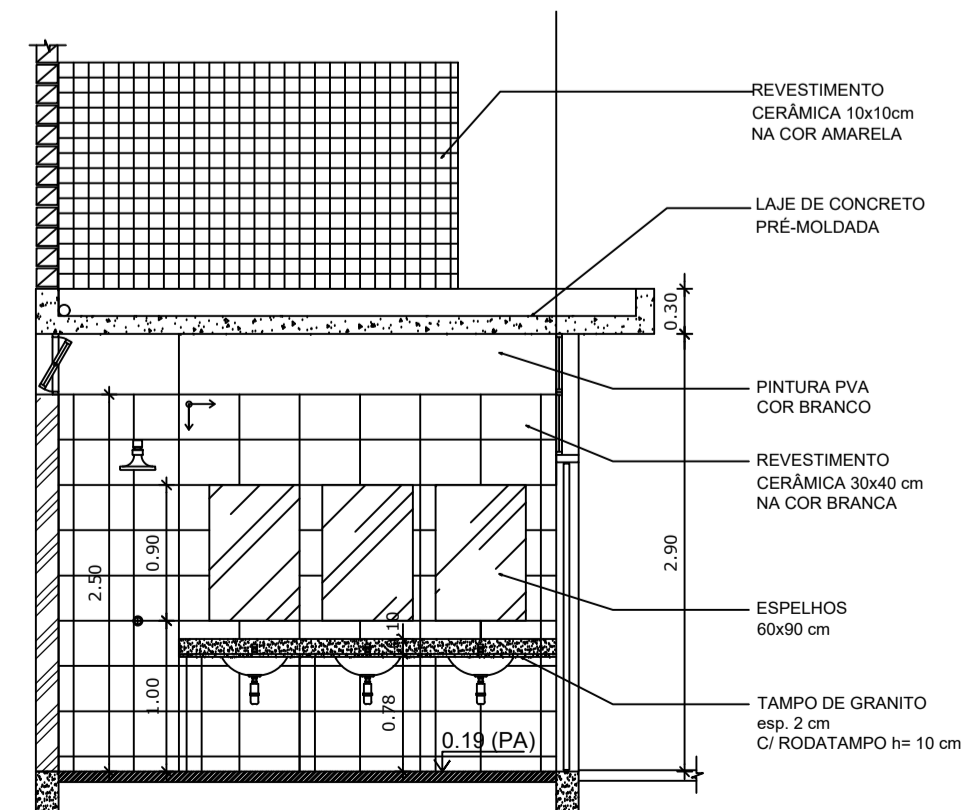 REVESTIMENTO
CERÂMICA 10x10cm
NA COR AMARELA
LAJE DE CONCRETO
PRÉ-MOLDADA
0.30
PINTURA PVA
COR BRANCO
REVESTIMENTO
CERÂMICA 30x40 cm
NA COR BRANCA
2.90
0.90
2.50
ESPELHOS
60x90 cm
.10
1.00
0.78
TAMPO DE GRANITO
esp. 2 cm
C/ RODATAMPO h= 10 cm
0.19 (PA)